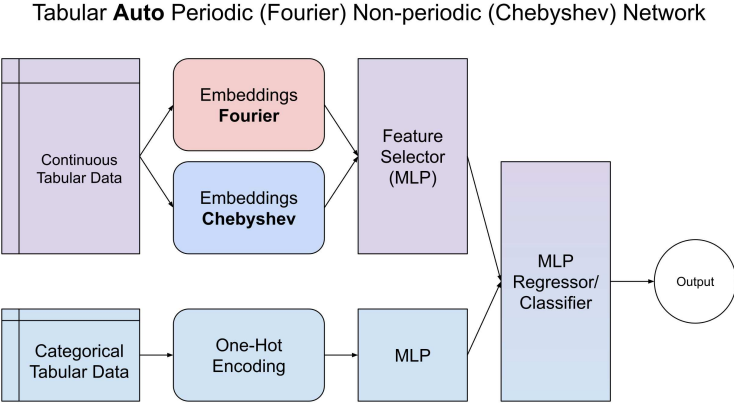 Tabular Auto Periodic (Fourier) Non-periodic (Chebyshev) Network
Embeddings
Fourier
Continuous
Tabular Data
Embeddings
Chebyshev
Feature
Selector
(MLP)
Categorical
Tabular Data
One-Hot
Encoding
MLP
MLP
Regressor/
Classifier
Output